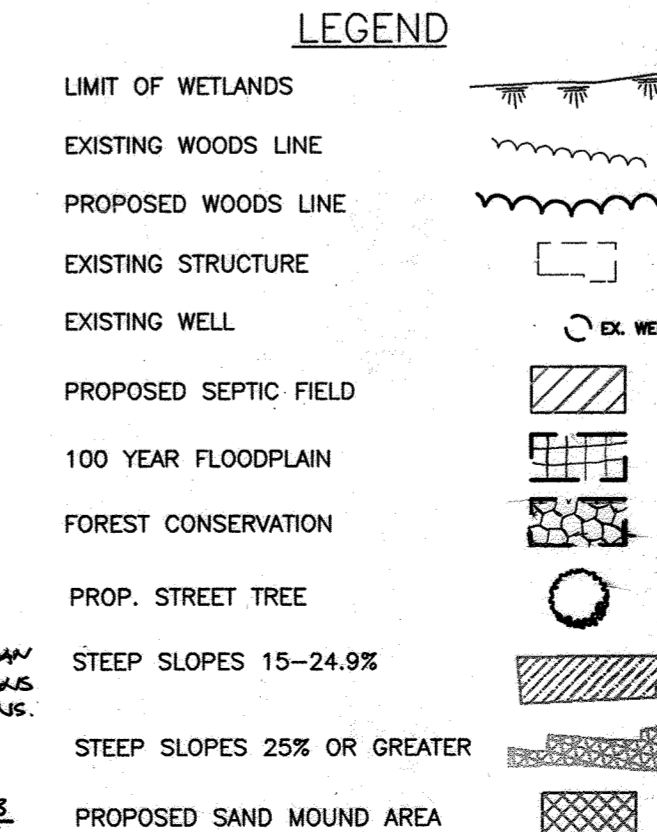 LEGEND
LIMIT OF WETLANDS
EXISTING WOODS LINE
PROPOSED WOODS LINE
EXISTING STRUCTURE
EXISTING WELL
EX. WE
PROPOSED SEPTIC FIELD
100 YEAR FLOODPLAIN
FOREST CONSERVATION
PROP. STREET TREE
STEEP SLOPES 15-24.9%
STEEP SLOPES 25% OR GREATER
PROPOSED SAND MOUND AREA